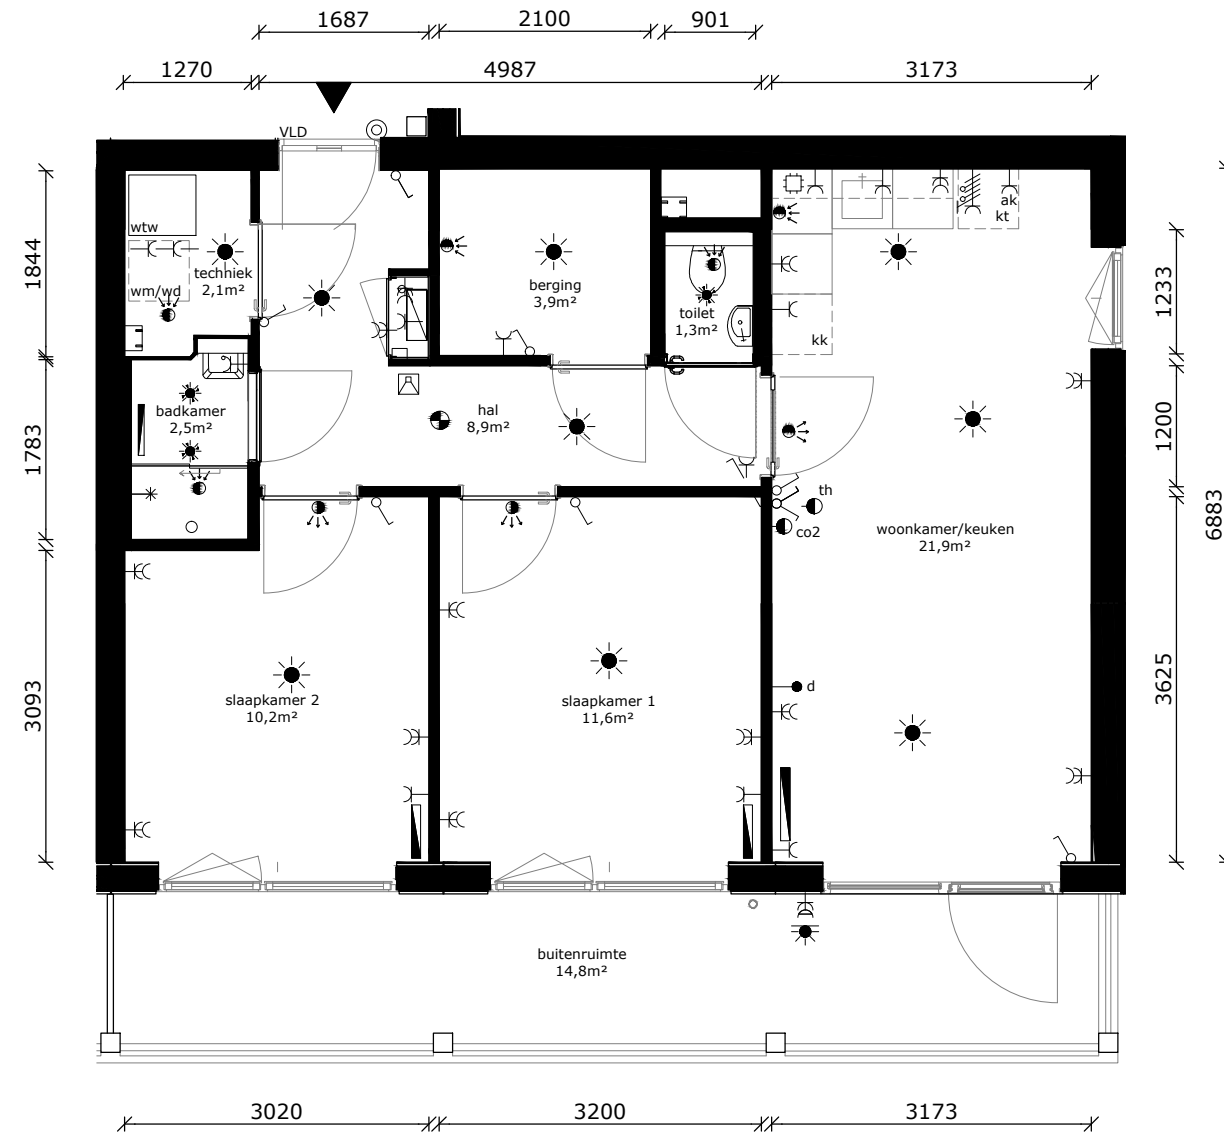 1687
2100
901
1270
4987
3173
VLD
wtw
techniek
2,1m²
wm/wd
berging
3,9m²
toilet
1,3m²
ak
kt
kk
1844
1233
badkamer
2,5m²
hal
8,9m²
1783
1200
th
co2
woonkamer/keuken
21,9m²
6883
slaapkamer 2
10,2m²
slaapkamer 1
11,6m²
d
3093
3625
buitenruimte
14,8m²
3020
3200
3173